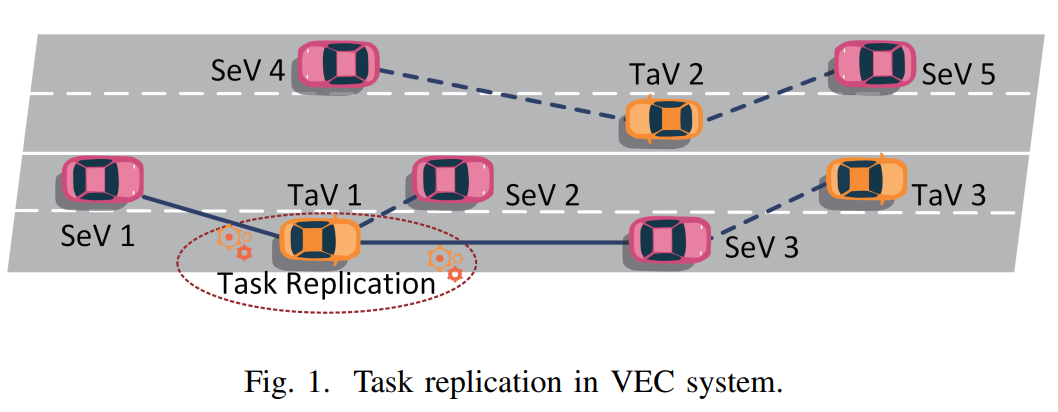 SeV 4
TaV 2
SeV 5
TaV 1
SeV 2
TaV 3
SeV 1
SeV 3
Task Replication
Fig. 1. Task replication in VEC system.